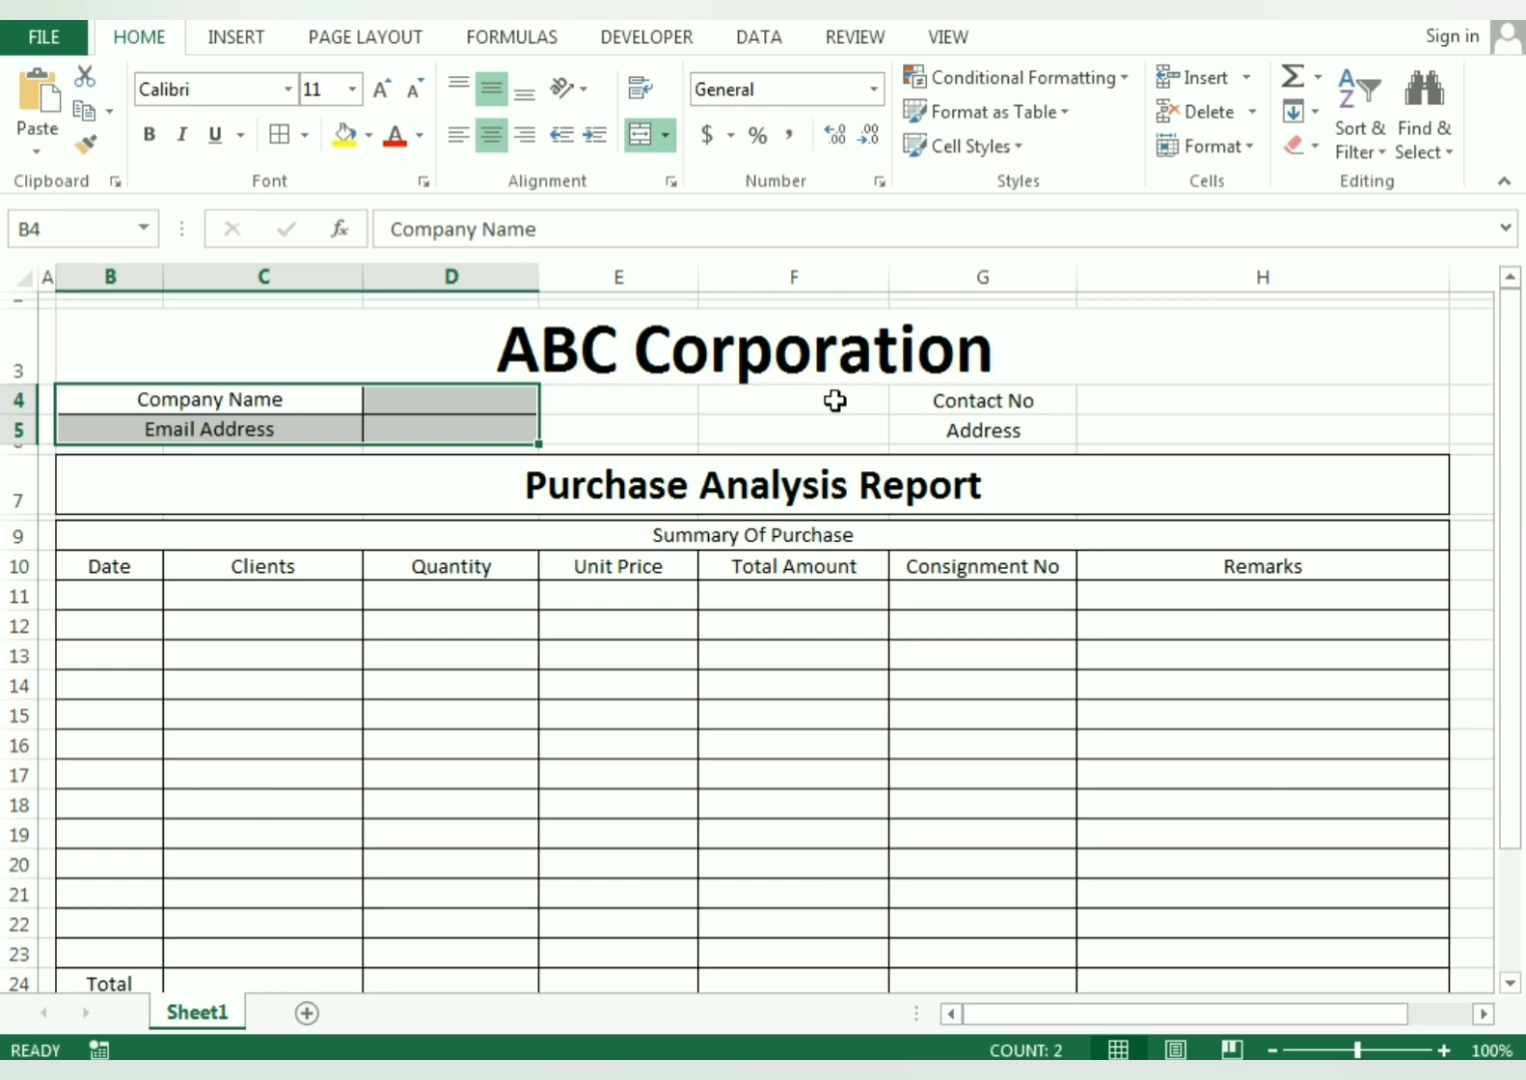 FILE HOME INSERT PAGE LAYOUT FORMULAS DEVELOPER DATA REVIEW VIEW Sign in
Paste
Clipboard
Calibri 11
B I U A
Font
Alignment
General
$ % ,
Number
Conditional Formatting
Format as Table
Cell Styles
Styles
Insert
Delete
Format
Cells
Sort & Filter
Find & Select
Editing
B4 fx Company Name
A B C D E F G H
3 ABC Corporation
4 Company Name Contact No
5 Email Address Address
7 Purchase Analysis Report
9 Summary Of Purchase
10 Date Clients Quantity Unit Price Total Amount Consignment No Remarks
11
12
13
14
15
16
17
18
19
20
21
22
23
24 Total
Sheet1
READY COUNT: 2 100%